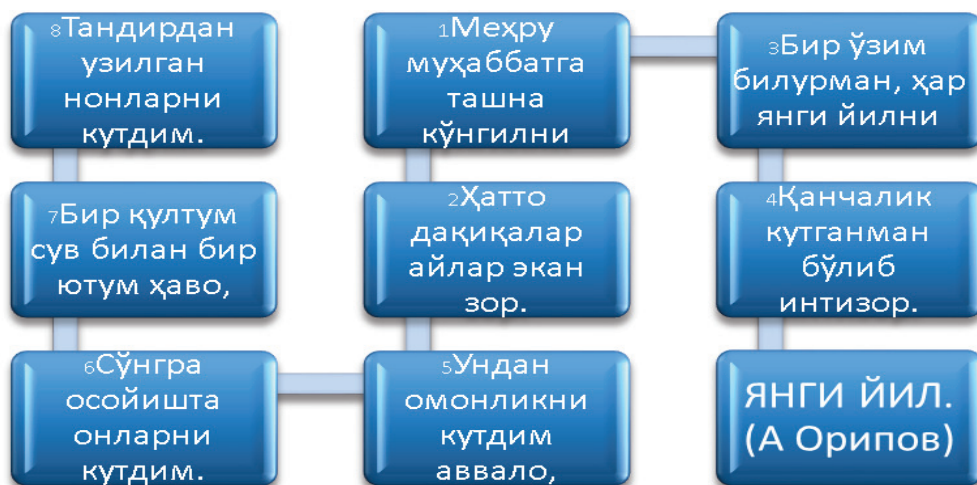 8Тандирдан
узилган
нонларни
кутдим.
1Меҳру
муҳаббатга
ташна
кўнгилни
3Бир ўзим
билурман, ҳар
янги йилни
7Бир қултум
сув билан бир
ютум ҳаво,
2Ҳатто
дақиқалар
айлар экан
зор.
4Қанчалик
кутганман
бўлиб
интизор.
6Сўнгра
осойишта
онларни
кутдим.
5Ундан
омонликни
кутдим
аввало,
ЯНГИ ЙИЛ.
(А Орипов)